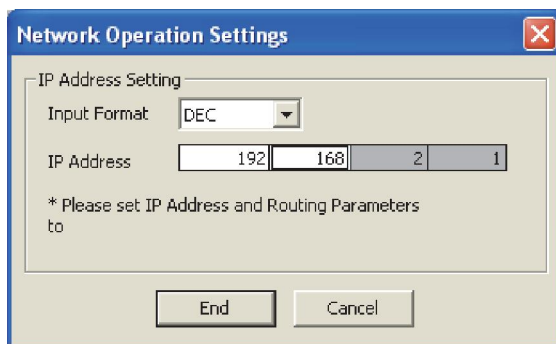 Network Operation Settings
IP Address Setting
Input Format DEC
IP Address 192 168 2 1
* Please set IP Address and Routing Parameters
to
End Cancel